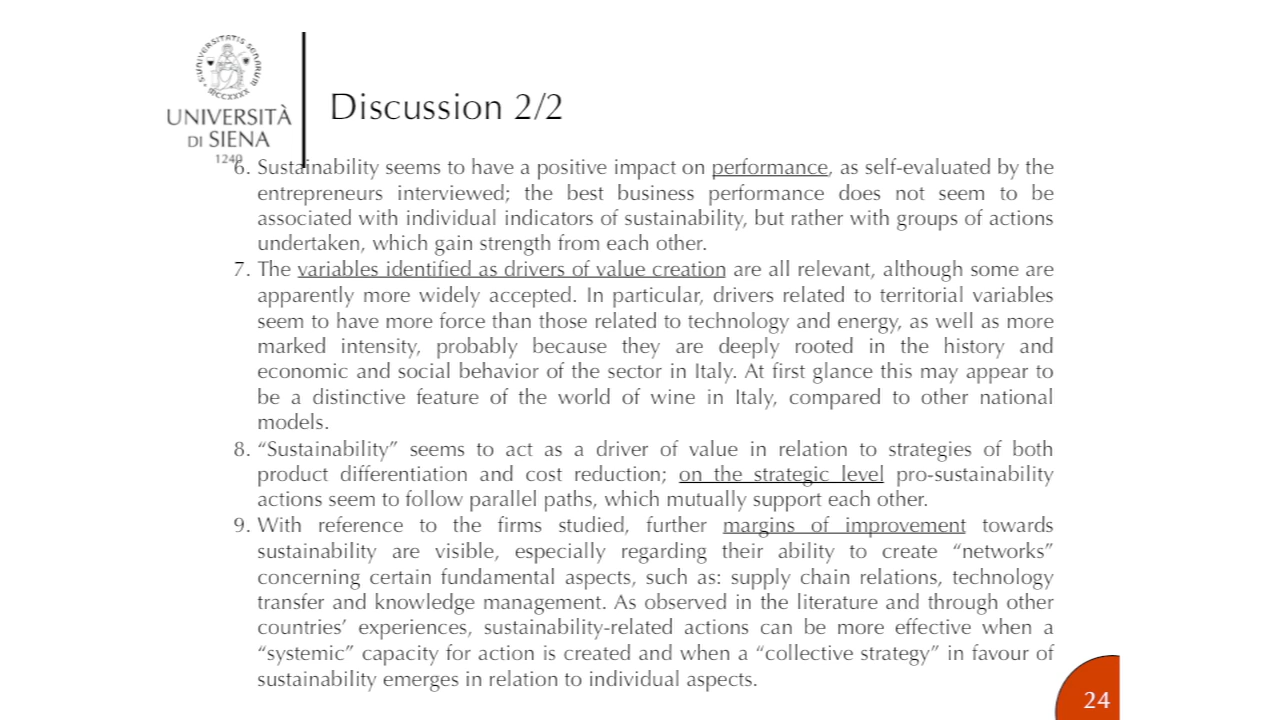 UNIVERSITÀ
DI SIENA
1240
Discussion 2/2
6. Sustainability seems to have a positive impact on performance, as self-evaluated by the
entrepreneurs interviewed; the best business performance does not seem to be
associated with individual indicators of sustainability, but rather with groups of actions
undertaken, which gain strength from each other.
7. The variables identified as drivers of value creation are all relevant, although some are
apparently more widely accepted. In particular, drivers related to territorial variables
seem to have more force than those related to technology and energy, as well as more
marked intensity, probably because they are deeply rooted in the history and
economic and social behavior of the sector in Italy. At first glance this may appear to
be a distinctive feature of the world of wine in Italy, compared to other national
models.
8. “Sustainability” seems to act as a driver of value in relation to strategies of both
product differentiation and cost reduction; on the strategic level pro-sustainability
actions seem to follow parallel paths, which mutually support each other.
9. With reference to the firms studied, further margins of improvement towards
sustainability are visible, especially regarding their ability to create “networks”
concerning certain fundamental aspects, such as: supply chain relations, technology
transfer and knowledge management. As observed in the literature and through other
countries’ experiences, sustainability-related actions can be more effective when a
“systemic” capacity for action is created and when a “collective strategy” in favour of
sustainability emerges in relation to individual aspects.
24